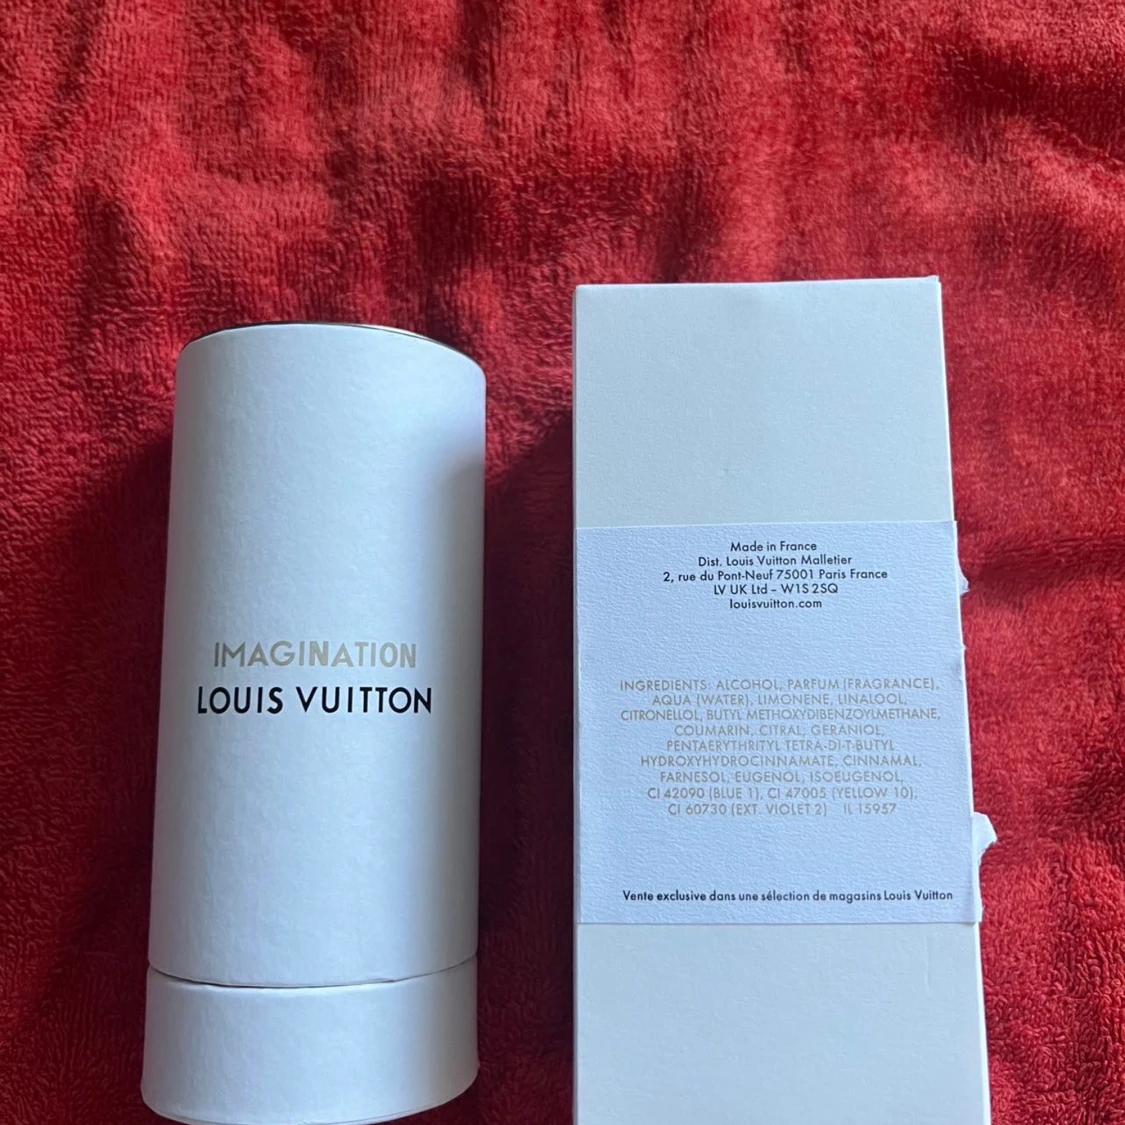 IMAGINATION
LOUIS VUITTON
Made in France
Dist. Louis Vuitton Malletier
2, rue du Pont-Neuf 75001 Paris France
LV UK Ltd – W1S 2SQ
louisvuitton.com
INGREDIENTS: ALCOHOL, PARFUM (FRAGRANCE),
AQUA (WATER), LIMONENE, LINALOOL,
CITRONELLOL, BUTYL METHOXYDIBENZOYLMETHANE,
COUMARIN, CITRAL, GERANIOL,
PENTAERYTHRITYL TETRA-DI-T-BUTYL
HYDROXYHYDROCINNAMATE, CINNAMAL,
FARNESOL, EUGENOL, ISOEUGENOL,
CI 42090 (BLUE 1), CI 47005 (YELLOW 10),
CI 60730 (EXT. VIOLET 2) IL 15957
Vente exclusive dans une sélection de magasins Louis Vuitton